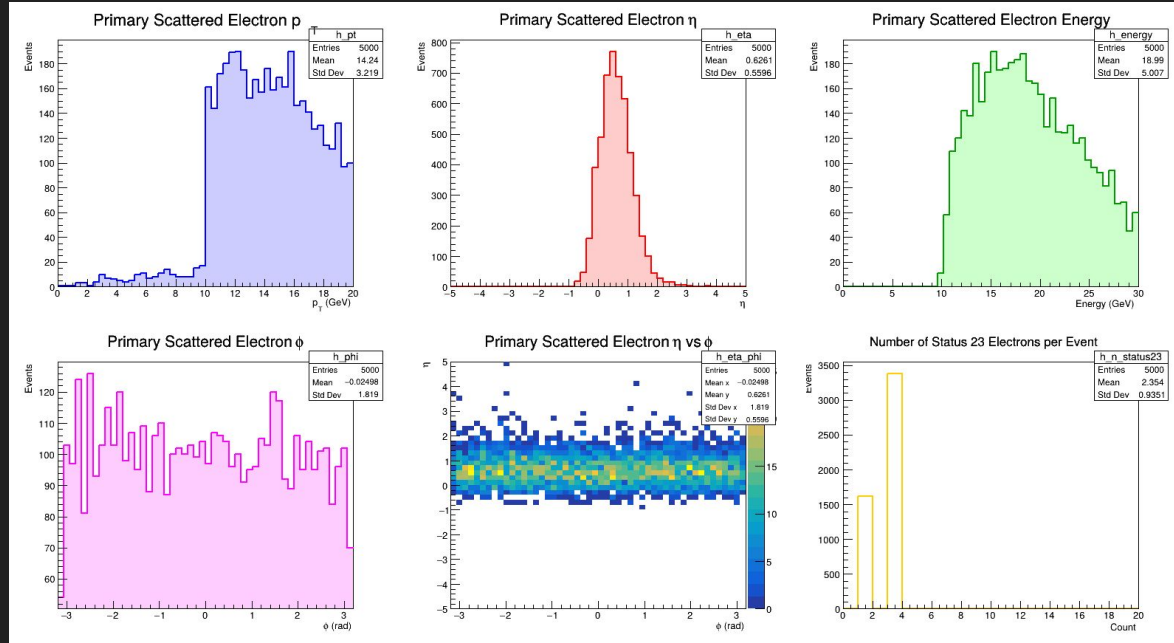 Primary Scattered Electron p
T
h_pt
Entries 5000
Mean 14.24
Std Dev 3.219
Events
180
160
140
120
100
80
60
40
20
0
0 2 4 6 8 10 12 14 16 18 20
p_T (GeV)
Primary Scattered Electron η
h_eta
Entries 5000
Mean 0.6261
Std Dev 0.5596
Events
800
700
600
500
400
300
200
100
0
−5 −4 −3 −2 −1 0 1 2 3 4 5
η
Primary Scattered Electron Energy
h_energy
Entries 5000
Mean 18.99
Std Dev 5.007
Events
180
160
140
120
100
80
60
40
20
0
0 5 10 15 20 25 30
Energy (GeV)
Primary Scattered Electron ϕ
h_phi
Entries 5000
Mean −0.02498
Std Dev 1.819
Events
120
110
100
90
80
70
60
−3 −2 −1 0 1 2 3
ϕ (rad)
Primary Scattered Electron η vs ϕ
h_eta_phi
Entries 5000
Mean x −0.02498
Mean y 0.6261
Std Dev x 1.819
Std Dev y 0.5596
η
5
4
3
2
1
0
−1
−2
−3
−4
−5
−3 −2 −1 0 1 2 3
ϕ (rad)
15
10
5
0
Number of Status 23 Electrons per Event
h_n_status23
Entries 5000
Mean 2.354
Std Dev 0.9351
Events
3500
3000
2500
2000
1500
1000
500
0
0 2 4 6 8 10 12 14 16 18 20
Count